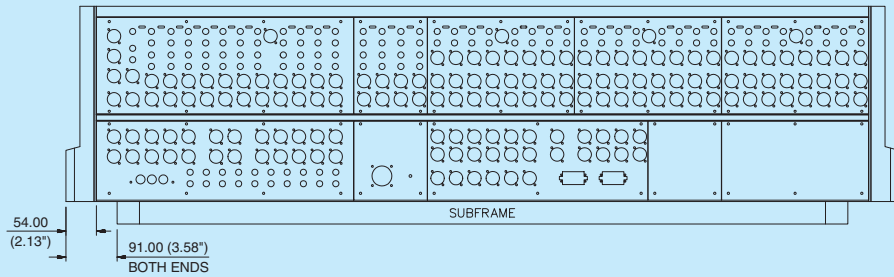 SUBFRAME
54.00
(2.13")
91.00 (3.58")
BOTH ENDS